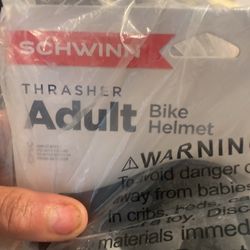 SCHWINN
THRASHER
Adult Bike Helmet
WARNING
To avoid danger o
away from babies
in cribs, beds, ca
toy. Disc
materials immed